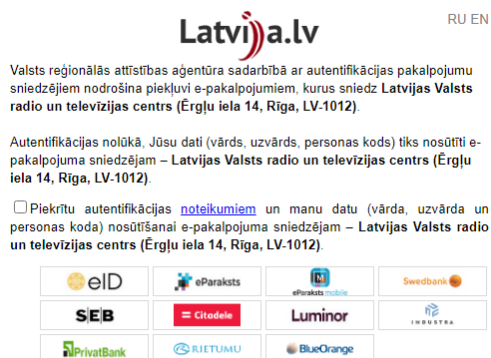 RU EN
Latvija.lv
Valsts reģionālās attīstības aģentūra sadarbībā ar autentifikācijas pakalpojumu
sniedzējiem nodrošina piekļuvi e-pakalpojumiem, kurus sniedz Latvijas Valsts
radio un televīzijas centrs (Ērgļu iela 14, Rīga, LV-1012).
Autentifikācijas nolūkā, Jūsu dati (vārds, uzvārds, personas kods) tiks nosūtīti e-
pakalpojuma sniedzējam – Latvijas Valsts radio un televīzijas centrs (Ērgļu
iela 14, Rīga, LV-1012).
Piekrītu autentifikācijas noteikumiem un manu datu (vārda, uzvārda un
personas koda) nosūtīšanai e-pakalpojuma sniedzējam – Latvijas Valsts radio
un televīzijas centrs (Ērgļu iela 14, Rīga, LV-1012).
eID eParaksts eParaksts mobile Swedbank
SEB Citadele Luminor INDUSTRA
PrivatBank RIETUMU BlueOrange